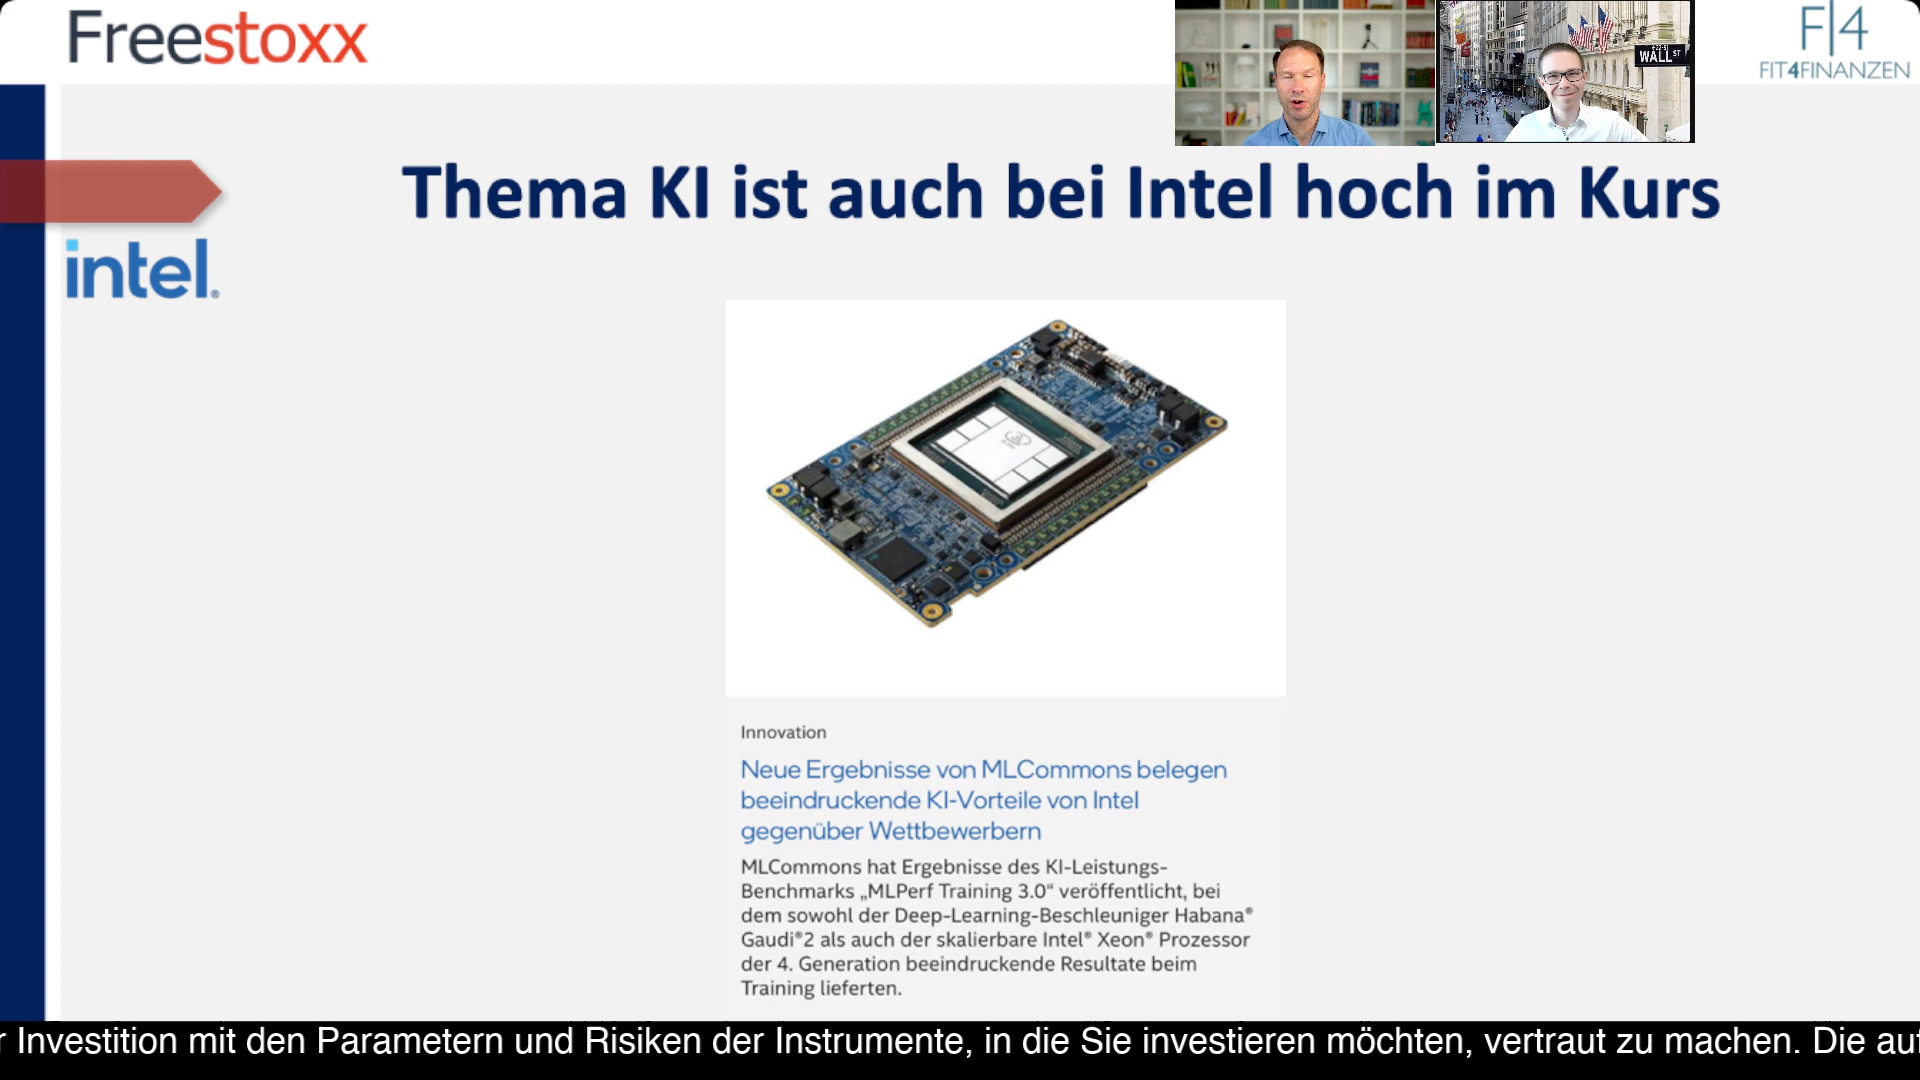 Freestoxx
WALL ST
F|4
FIT4FINANZEN
Thema KI ist auch bei Intel hoch im Kurs
intel®
Innovation
Neue Ergebnisse von MLCommons belegen
beeindruckende KI-Vorteile von Intel
gegenüber Wettbewerbern
MLCommons hat Ergebnisse des KI-Leistungs-
Benchmarks „MLPerf Training 3.0“ veröffentlicht, bei
dem sowohl der Deep-Learning-Beschleuniger Habana®
Gaudi®2 als auch der skalierbare Intel® Xeon® Prozessor
der 4. Generation beeindruckende Resultate beim
Training lieferten.
r Investition mit den Parametern und Risiken der Instrumente, in die Sie investieren möchten, vertraut zu machen. Die